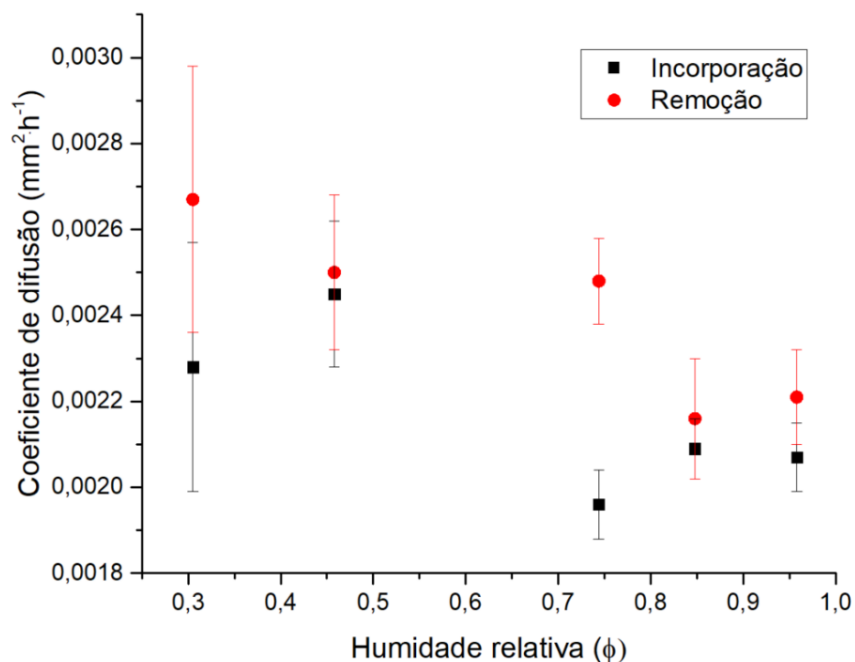 Coeficiente de difusão (mm²·h⁻¹)
0,0030
0,0028
0,0026
0,0024
0,0022
0,0020
0,0018
Incorporação
Remoção
0,3 0,4 0,5 0,6 0,7 0,8 0,9 1,0
Humidade relativa (ϕ)